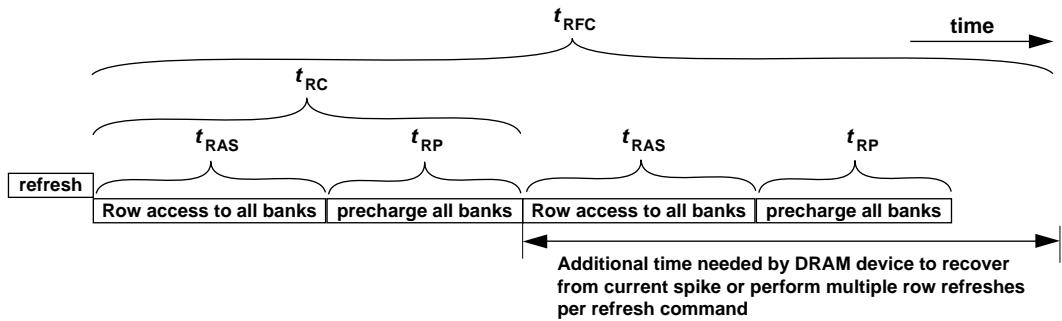 tRFC
time
tRC
tRAS tRP tRAS tRP
refresh
Row access to all banks precharge all banks Row access to all banks precharge all banks
Additional time needed by DRAM device to recover
from current spike or perform multiple row refreshes
per refresh command